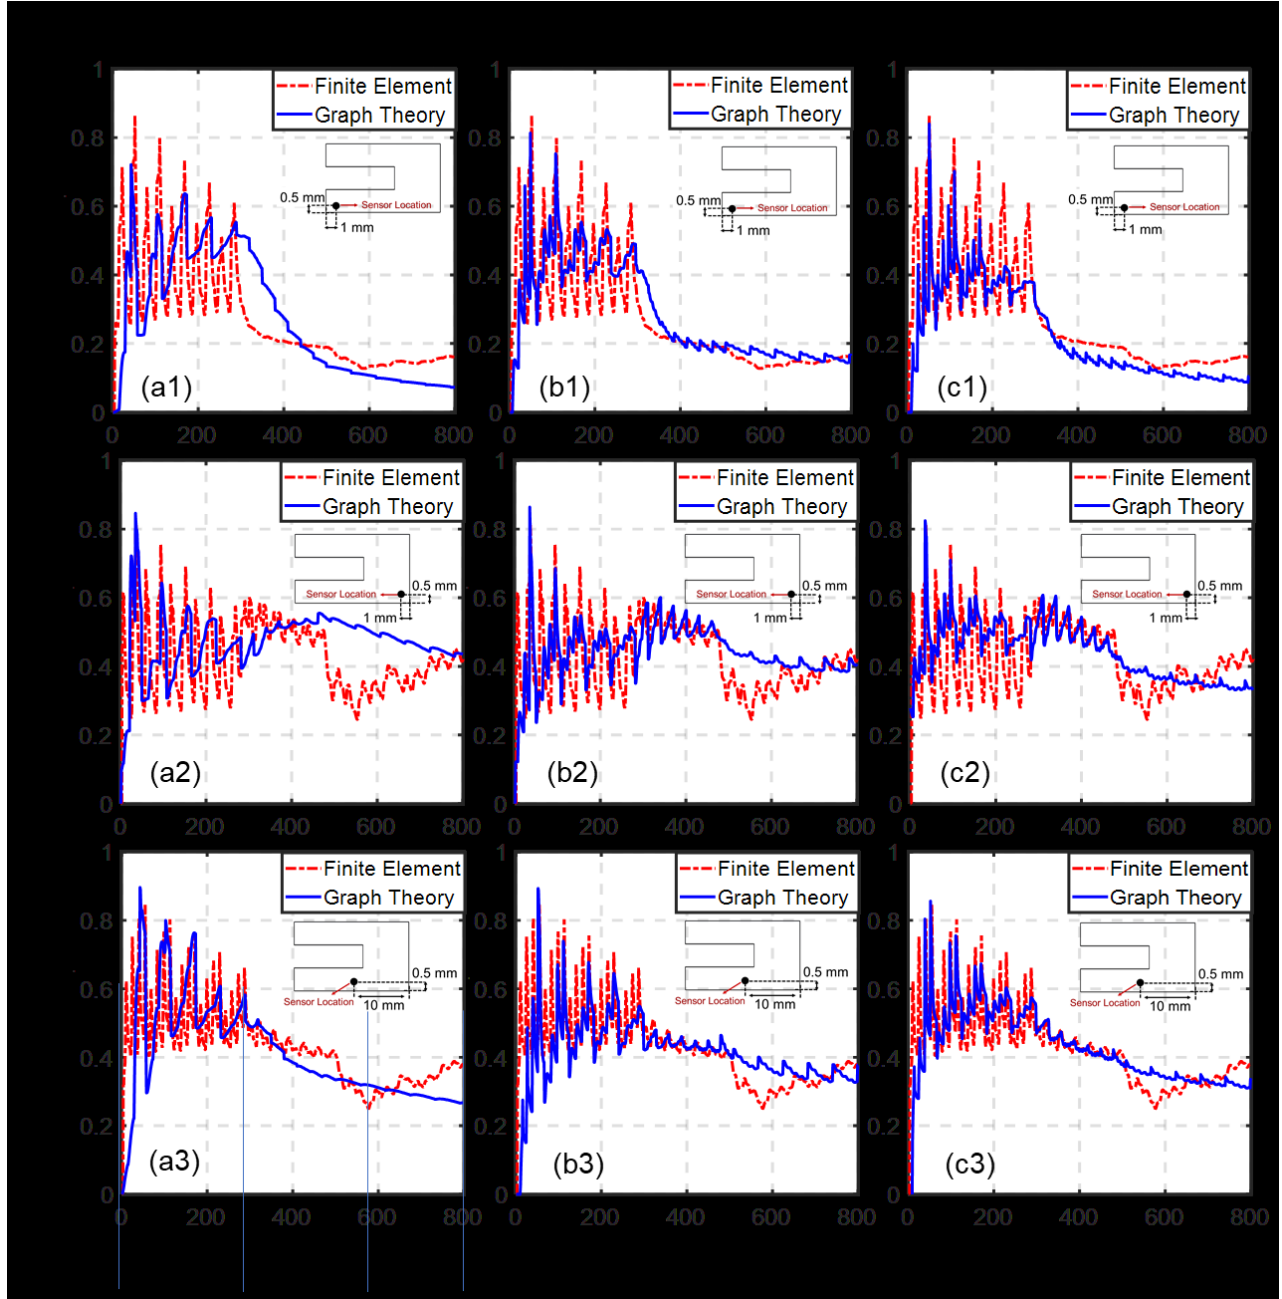 1
0.8
0.6
0.4
0.2
0
0
200
400
600
800
Finite Element
Graph Theory
0.5 mm
Sensor Location
1 mm
(a1)
1
0.8
0.6
0.4
0.2
0
0
200
400
600
800
Finite Element
Graph Theory
0.5 mm
Sensor Location
1 mm
(b1)
1
0.8
0.6
0.4
0.2
0
0
200
400
600
800
Finite Element
Graph Theory
0.5 mm
Sensor Location
1 mm
(c1)
1
0.8
0.6
0.4
0.2
0
0
200
400
600
800
Finite Element
Graph Theory
0.5 mm
Sensor Location
1 mm
(a2)
1
0.8
0.6
0.4
0.2
0
0
200
400
600
800
Finite Element
Graph Theory
0.5 mm
Sensor Location
1 mm
(b2)
1
0.8
0.6
0.4
0.2
0
0
200
400
600
800
Finite Element
Graph Theory
0.5 mm
Sensor Location
1 mm
(c2)
1
0.8
0.6
0.4
0.2
0
0
200
400
600
800
Finite Element
Graph Theory
0.5 mm
Sensor Location
10 mm
(a3)
1
0.8
0.6
0.4
0.2
0
0
200
400
600
800
Finite Element
Graph Theory
0.5 mm
Sensor Location
10 mm
(b3)
1
0.8
0.6
0.4
0.2
0
0
200
400
600
800
Finite Element
Graph Theory
0.5 mm
Sensor Location
10 mm
(c3)